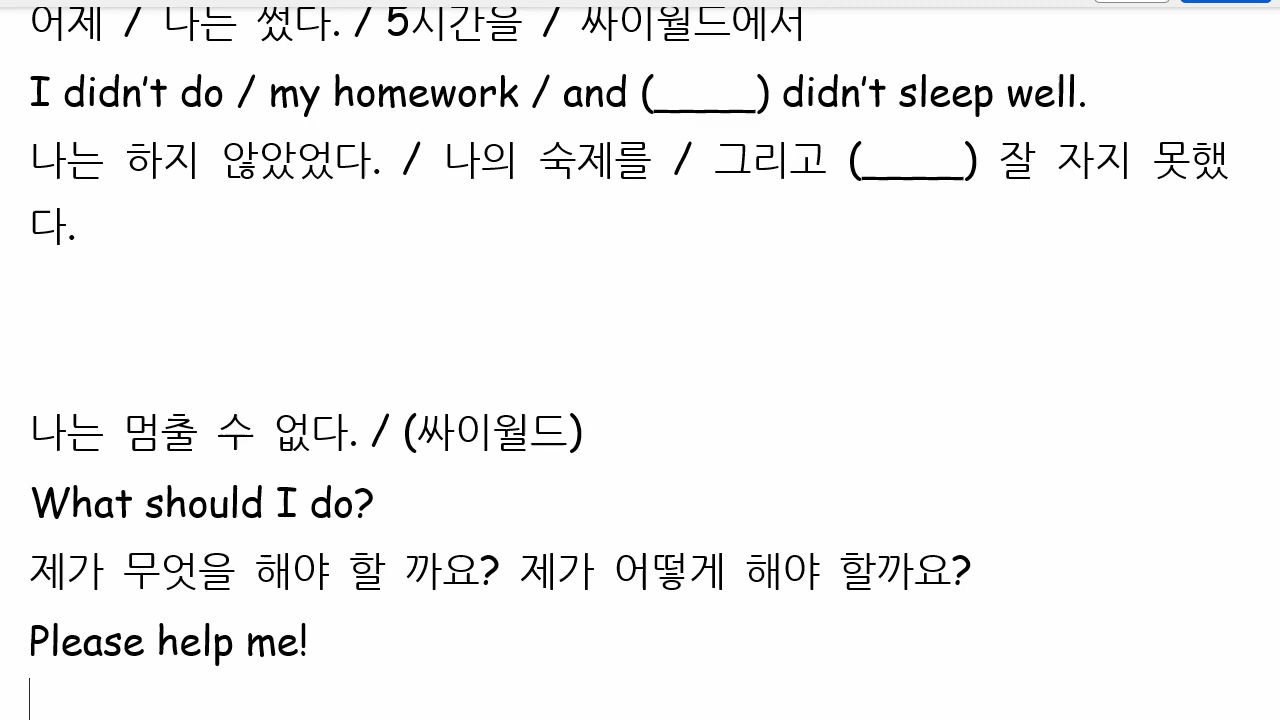 어제 / 나는 썼다. / 5시간을 / 싸이월드에서
I didn't do / my homework / and (____) didn't sleep well.
나는 하지 않았었다. / 나의 숙제를 / 그리고 (____) 잘 자지 못했
다.
나는 멈출 수 없다. / (싸이월드)
What should I do?
제가 무엇을 해야 할 까요? 제가 어떻게 해야 할까요?
Please help me!